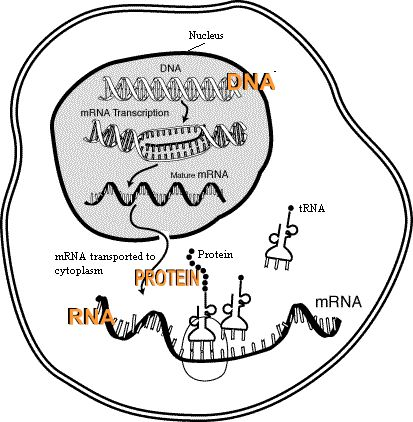 Nucleus
DNA
DNA
mRNA Transcription
Mature mRNA
tRNA
mRNA transported to
cytoplasm
Protein
PROTEIN
RNA
mRNA